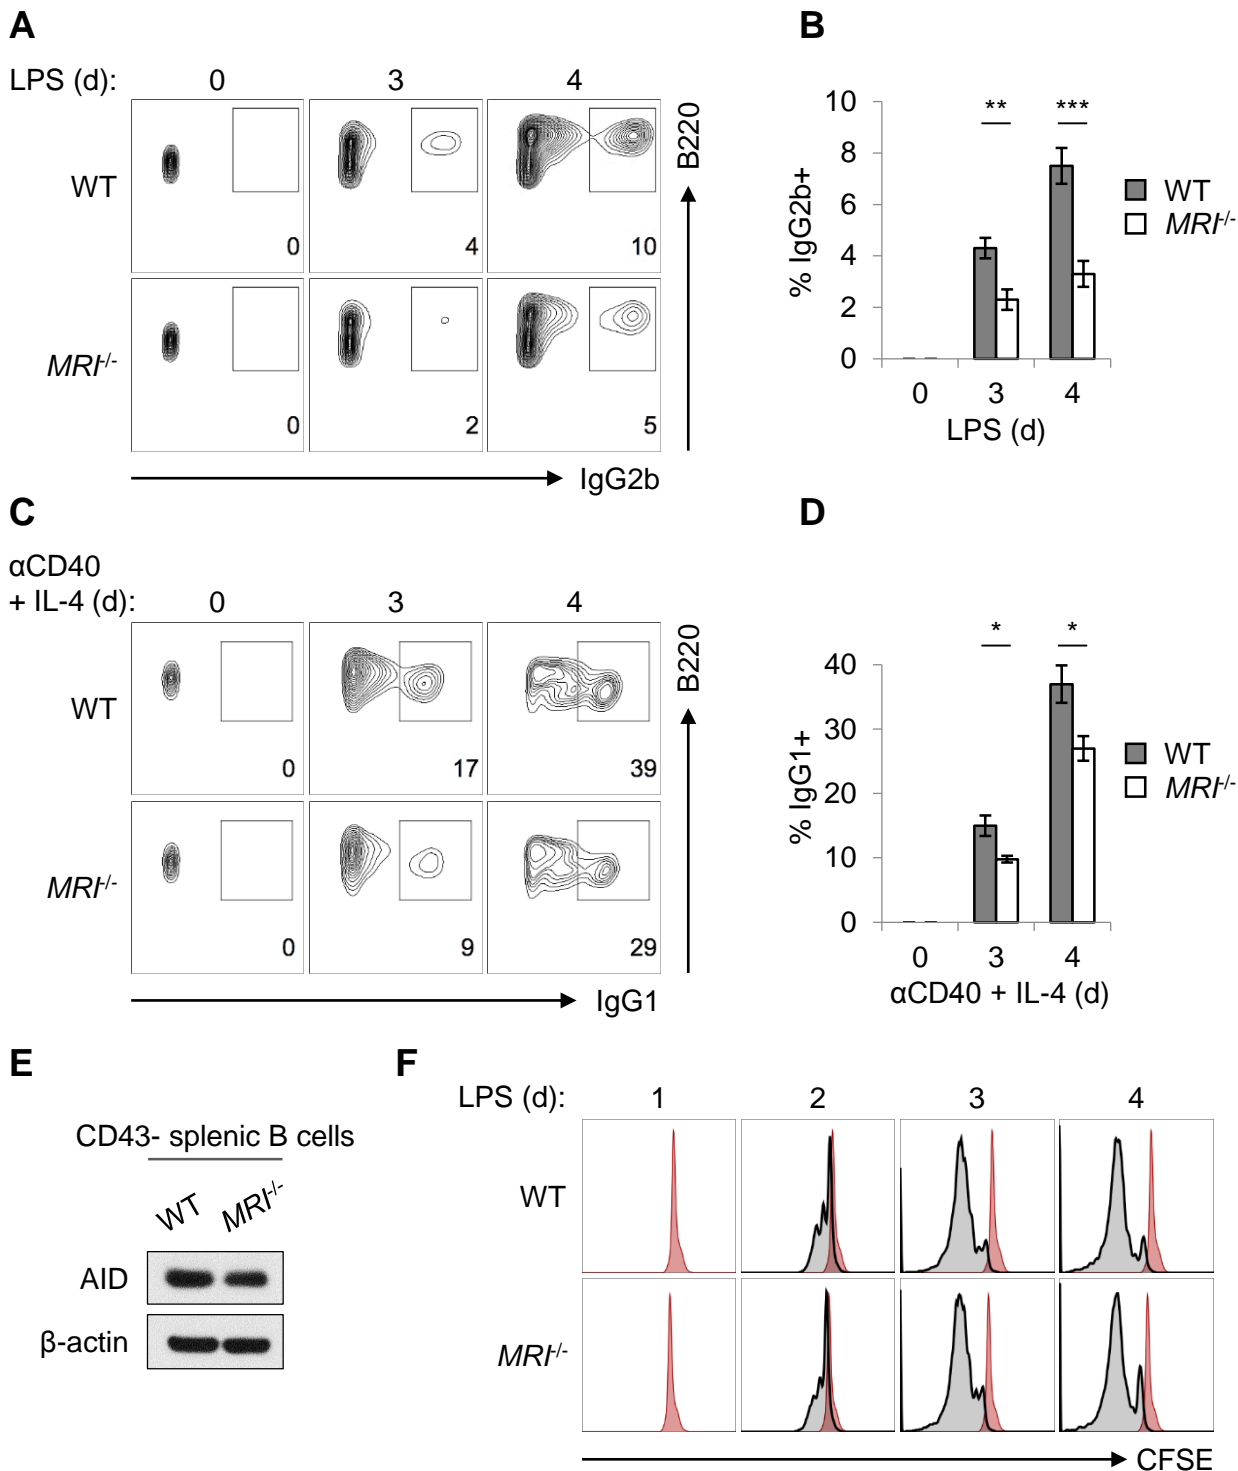 A
LPS (d): 0 3 4
WT
0 4 10
MRI-/-
0 2 5
B220
IgG2b
B
10
8
6
4
2
0
% IgG2b+
** ***
0 3 4
LPS (d)
WT
MRI-/-
C
αCD40
+ IL-4 (d): 0 3 4
WT
0 17 39
MRI-/-
0 9 29
B220
IgG1
D
40
30
20
10
0
% IgG1+
* *
0 3 4
αCD40 + IL-4 (d)
WT
MRI-/-
E
CD43- splenic B cells
WT MRI-/-
AID
β-actin
F
LPS (d): 1 2 3 4
WT
MRI-/-
CFSE